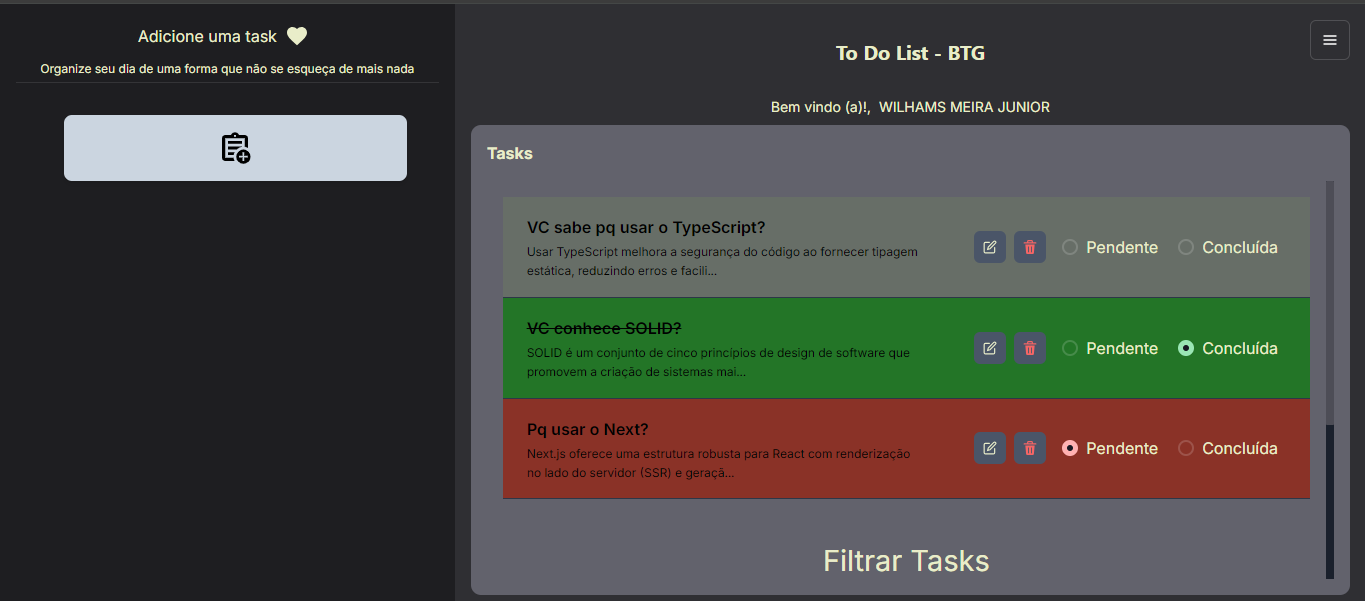 Adicione uma task
Organize seu dia de uma forma que não se esqueça de mais nada
To Do List - BTG
Bem vindo (a)!, WILHAMS MEIRA JUNIOR
Tasks
VC sabe pq usar o TypeScript?
Usar TypeScript melhora a segurança do código ao fornecer tipagem
estática, reduzindo erros e facili...
Pendente
Concluída
VC conhece SOLID?
SOLID é um conjunto de cinco princípios de design de software que
promovem a criação de sistemas mai...
Pendente
Concluída
Pq usar o Next?
Next.js oferece uma estrutura robusta para React com renderização
no lado do servidor (SSR) e geraçã...
Pendente
Concluída
Filtrar Tasks